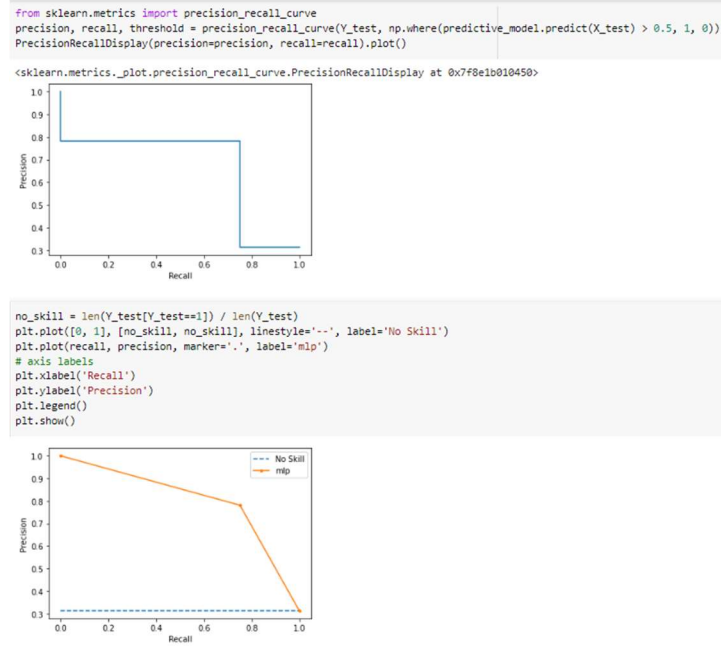 from sklearn.metrics import precision_recall_curve
precision, recall, threshold = precision_recall_curve(Y_test, np.where(predictive_model.predict(X_test) > 0.5, 1, 0))
PrecisionRecallDisplay(precision=precision, recall=recall).plot()
<sklearn.metrics._plot.precision_recall_curve.PrecisionRecallDisplay at 0x7f8e1b010450>
1.0
0.9
0.8
0.7
0.6
0.5
0.4
0.3
Precision
0.0 0.2 0.4 0.6 0.8 1.0
Recall
no_skill = len(Y_test[Y_test==1]) / len(Y_test)
plt.plot([0, 1], [no_skill, no_skill], linestyle='--', label='No Skill')
plt.plot(recall, precision, marker='.', label='mlp')
# axis labels
plt.xlabel('Recall')
plt.ylabel('Precision')
plt.legend()
plt.show()
No Skill
mlp
1.0
0.9
0.8
0.7
0.6
0.5
0.4
0.3
Precision
0.0 0.2 0.4 0.6 0.8 1.0
Recall